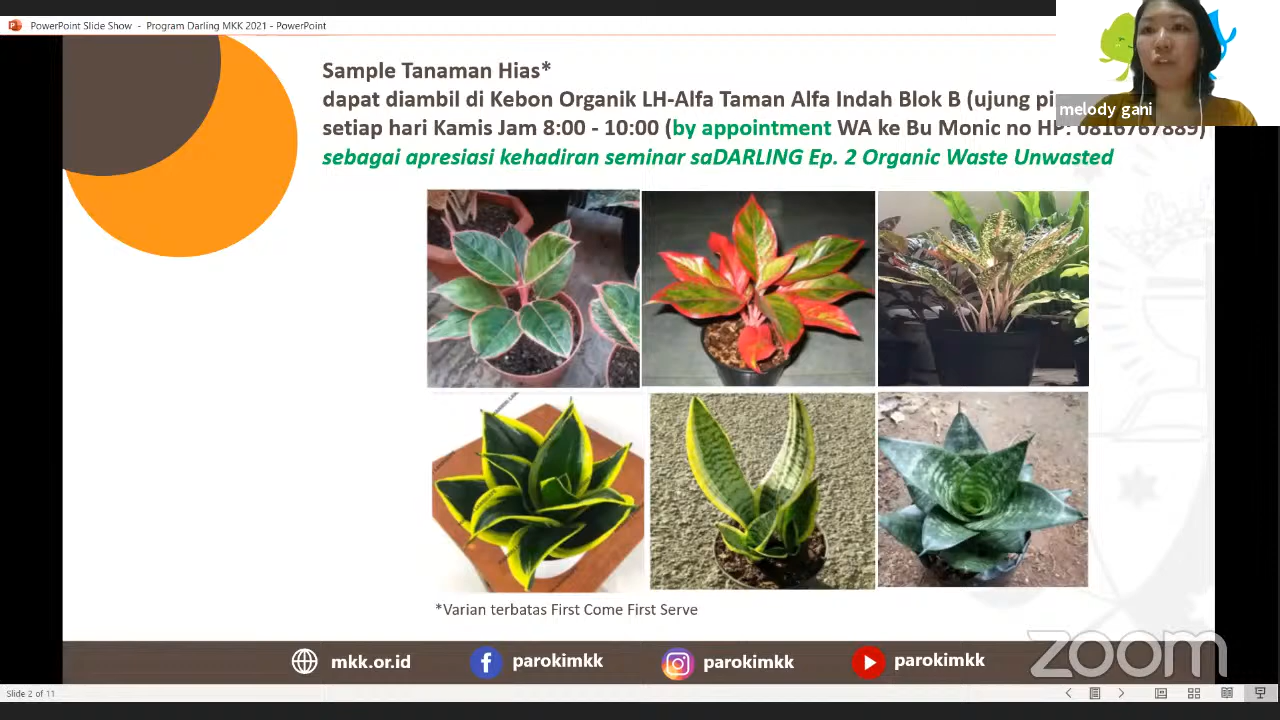 PowerPoint Slide Show - Program Darling MKK 2021 - PowerPoint
melody gani
Sample Tanaman Hias*
dapat diambil di Kebon Organik LH-Alfa Taman Alfa Indah Blok B (ujung
setiap hari Kamis Jam 8:00 - 10:00 (by appointment WA ke Bu Monic no HP:
sebagai apresiasi kehadiran seminar saDARLING Ep. 2 Organic Waste Unwasted
*Varian terbatas First Come First Serve
mkk.or.id parokimkk parokimkk parokimkk
zoom
Slide 2 of 11